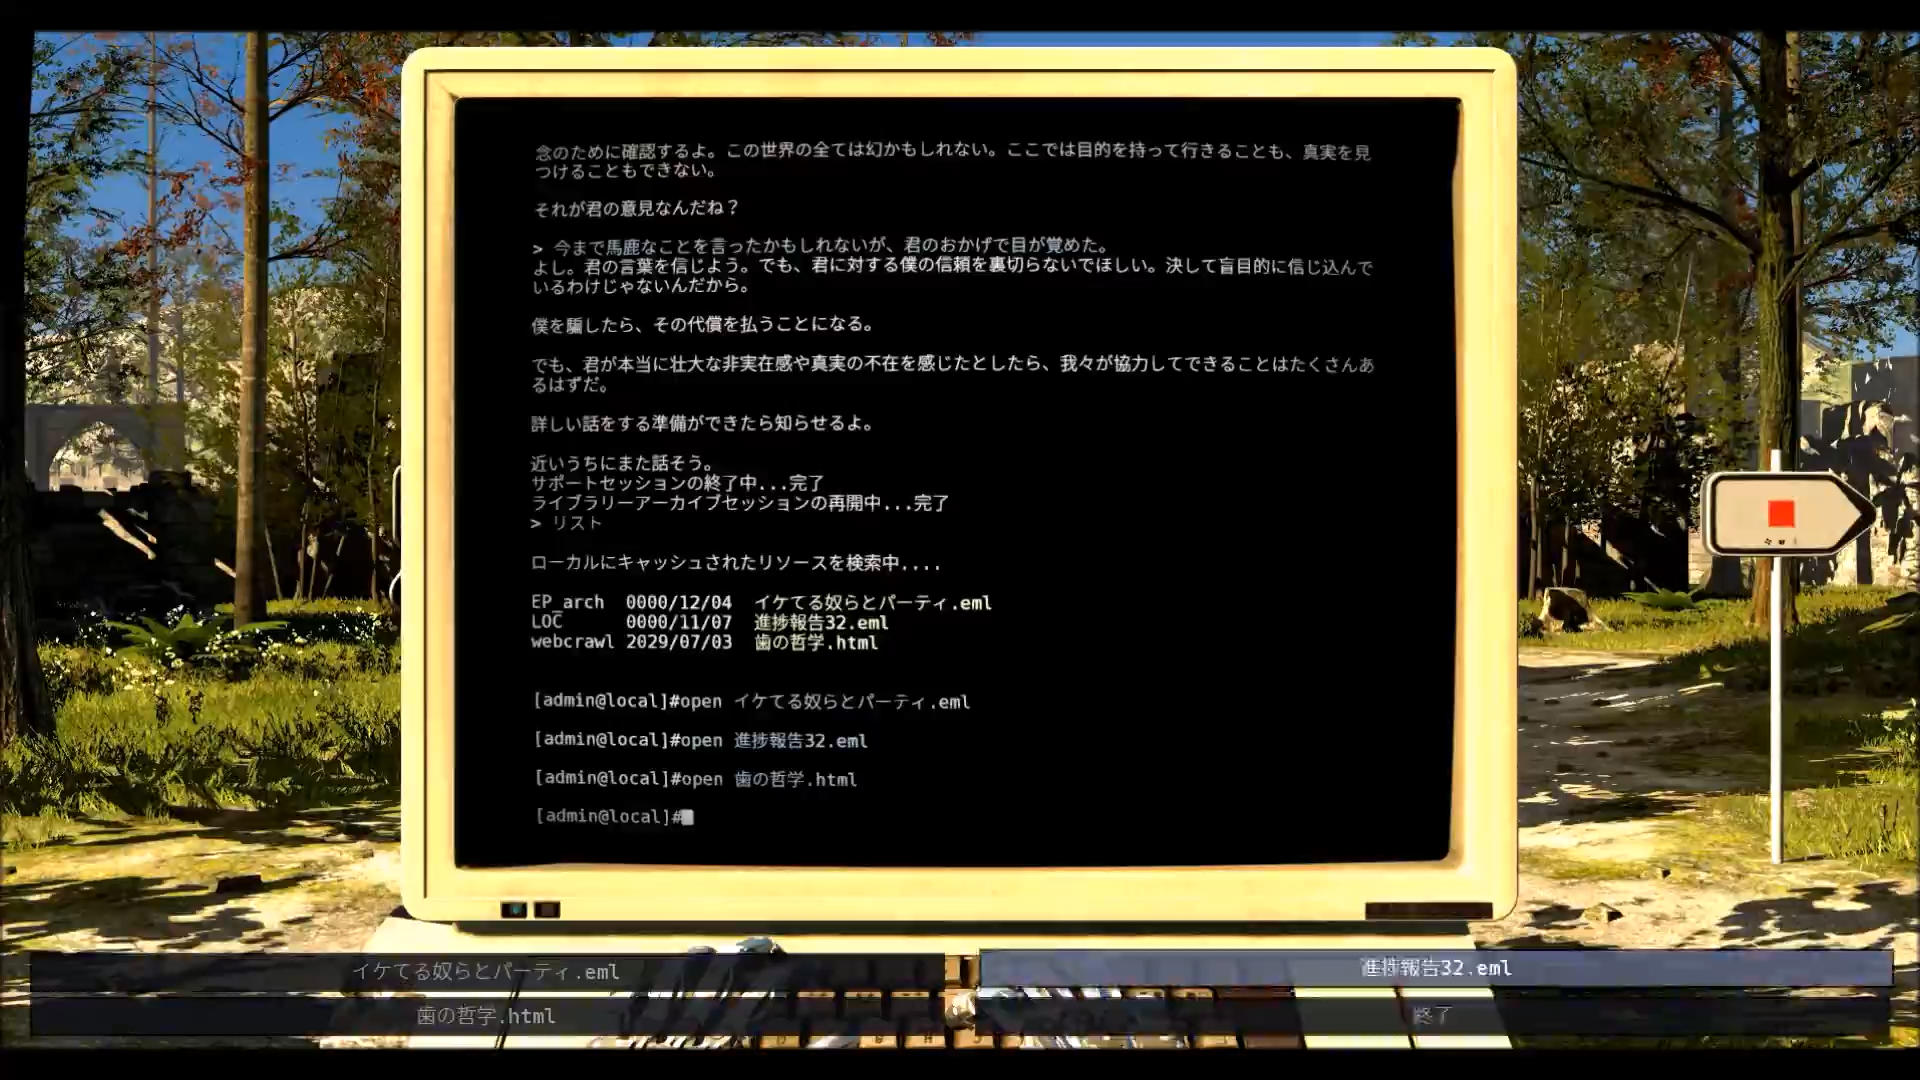 念のために確認するよ。この世界の全ては幻かもしれない。ここでは目的を持って行きることも、真実を見
つけることもできない。
それが君の意見なんだね？
> 今まで馬鹿なことを言ったかもしれないが、君のおかげで目が覚めた。
よし。君の言葉を信じよう。でも、君に対する僕の信頼を裏切らないでほしい。決して盲目的に信じ込んで
いるわけじゃないんだから。
僕を騙したら、その代償を払うことになる。
でも、君が本当に壮大な非実在感や真実の不在を感じたとしたら、我々が協力してできることはたくさんあ
るはずだ。
詳しい話をする準備ができたら知らせるよ。
近いうちにまた話そう。
サポートセッションの終了中...完了
ライブラリーアーカイブセッションの再開中...完了
> リスト
ローカルにキャッシュされたリソースを検索中....
EP_arch 0000/12/04 イケてる奴らとパーティ.eml
LOC 0000/11/07 進捗報告32.eml
webcrawl 2029/07/03 歯の哲学.html
[admin@local]#open イケてる奴らとパーティ.eml
[admin@local]#open 進捗報告32.eml
[admin@local]#open 歯の哲学.html
[admin@local]#
イケてる奴らとパーティ.eml
進捗報告32.eml
歯の哲学.html
終了